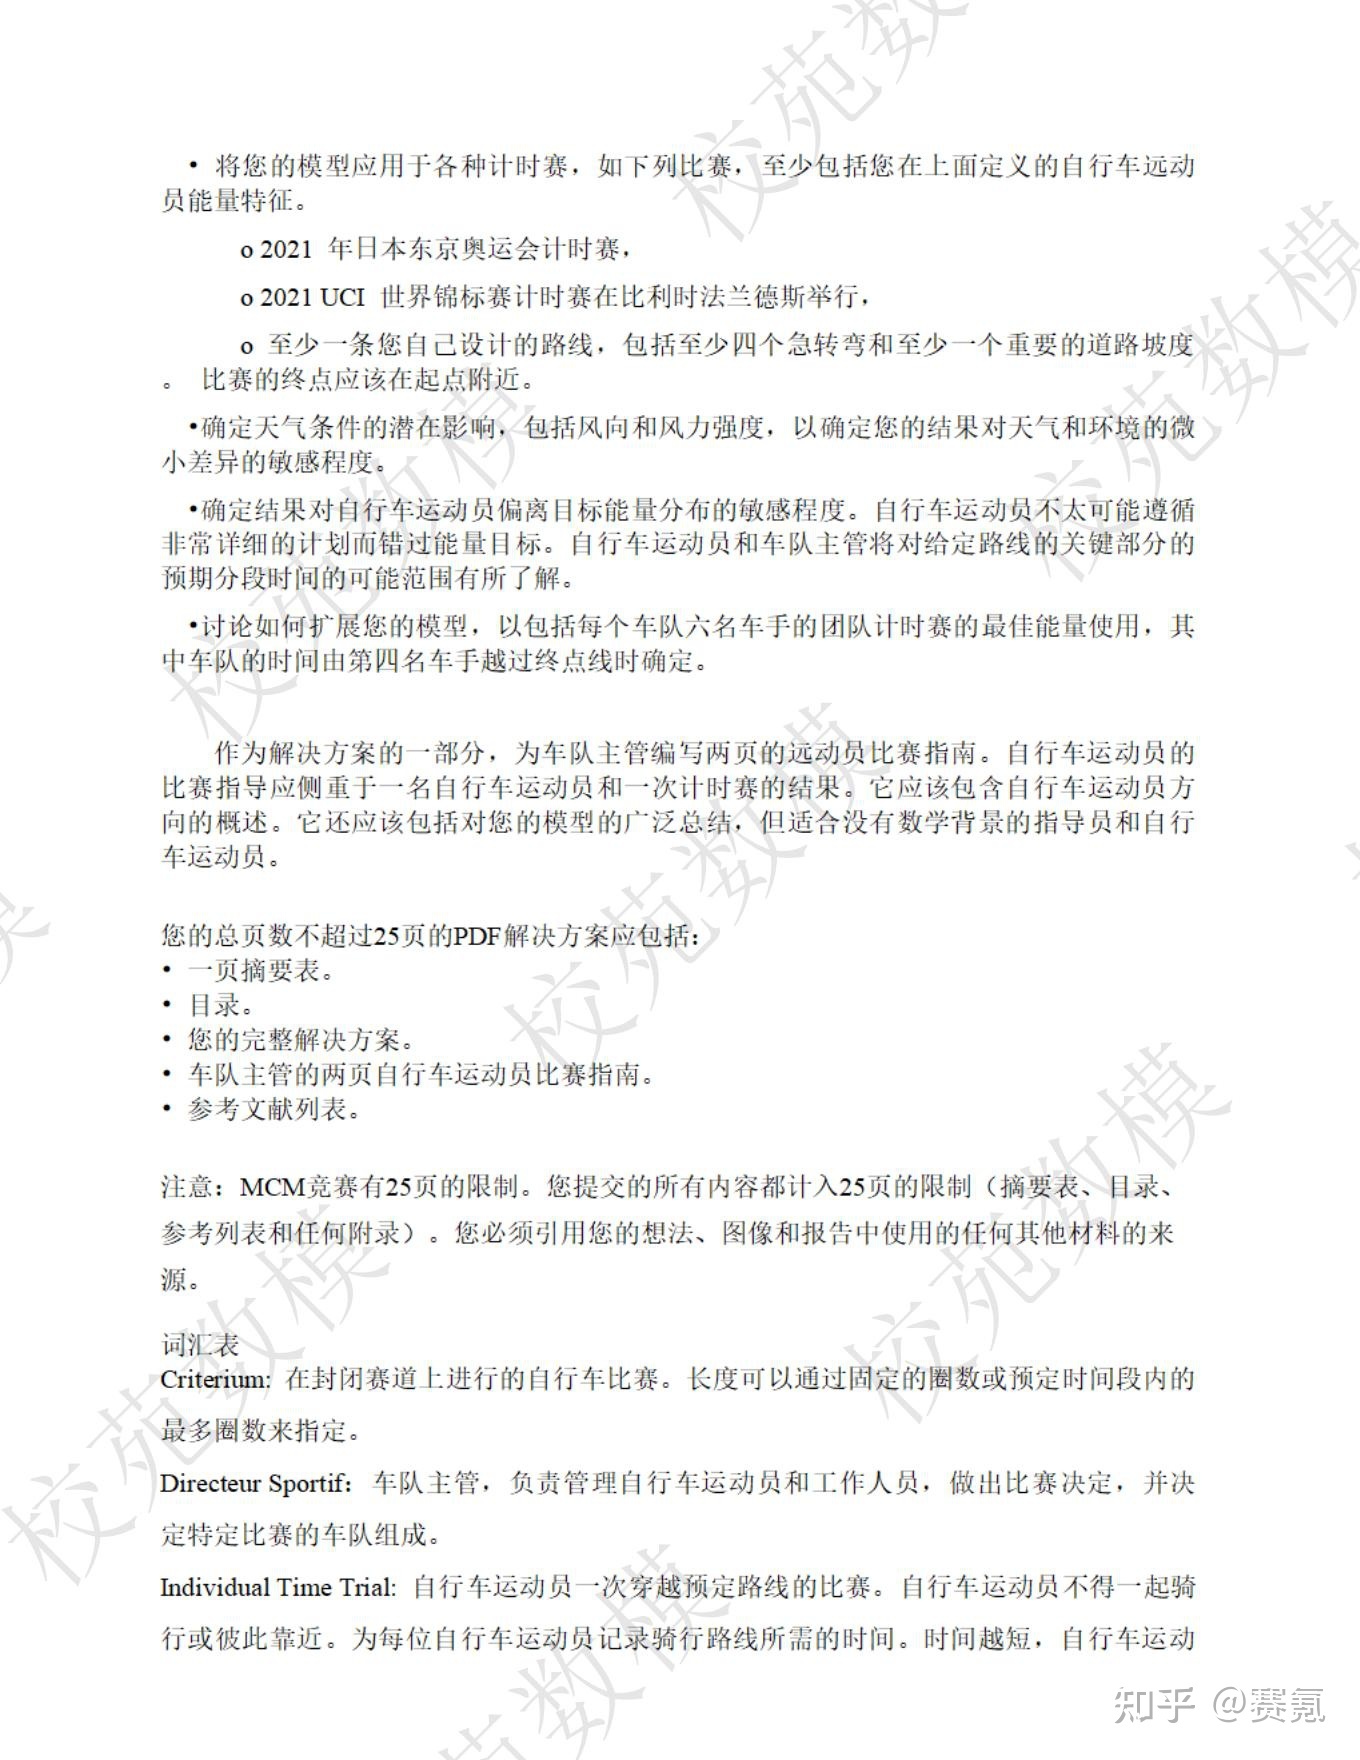 • 将您的模型应用于各种计时赛，如下列比赛，至少包括您在上面定义的自行车远动
员能量特征。
o 2021 年日本东京奥运会计时赛，
o 2021 UCI 世界锦标赛计时赛在比利时法兰德斯举行，
o 至少一条您自己设计的路线，包括至少四个急转弯和至少一个重要的道路坡度
。 比赛的终点应该在起点附近。
•确定天气条件的潜在影响，包括风向和风力强度，以确定您的结果对天气和环境的微
小差异的敏感程度。
•确定结果对自行车运动员偏离目标能量分布的敏感程度。自行车运动员不太可能遵循
非常详细的计划而错过能量目标。自行车运动员和车队主管将对给定路线的关键部分的
预期分段时间的可能范围有所了解。
•讨论如何扩展您的模型，以包括每个车队六名车手的团队计时赛的最佳能量使用，其
中车队的时间由第四名车手越过终点线时确定。
作为解决方案的一部分，为车队主管编写两页的远动员比赛指南。自行车运动员的
比赛指导应侧重于一名自行车运动员和一次计时赛的结果。它应该包含自行车运动员方
向的概述。它还应该包括对您的模型的广泛总结，但适合没有数学背景的指导员和自行
车运动员。
您的总页数不超过25页的PDF解决方案应包括：
• 一页摘要表。
• 目录。
• 您的完整解决方案。
• 车队主管的两页自行车运动员比赛指南。
• 参考文献列表。
注意：MCM竞赛有25页的限制。您提交的所有内容都计入25页的限制（摘要表、目录、
参考列表和任何附录）。您必须引用您的想法、图像和报告中使用的任何其他材料的来
源。
词汇表
Criterium: 在封闭赛道上进行的自行车比赛。长度可以通过固定的圈数或预定时间段内的
最多圈数来指定。
Directeur Sportif：车队主管，负责管理自行车运动员和工作人员，做出比赛决定，并决
定特定比赛的车队组成。
Individual Time Trial: 自行车运动员一次穿越预定路线的比赛。自行车运动员不得一起骑
行或彼此靠近。为每位自行车运动员记录骑行路线所需的时间。时间越短，自行车运动
校苑数模
校苑数模
校苑数模
校苑数模
校苑数模
校苑数模
校苑数模
模
知乎 @赛氪